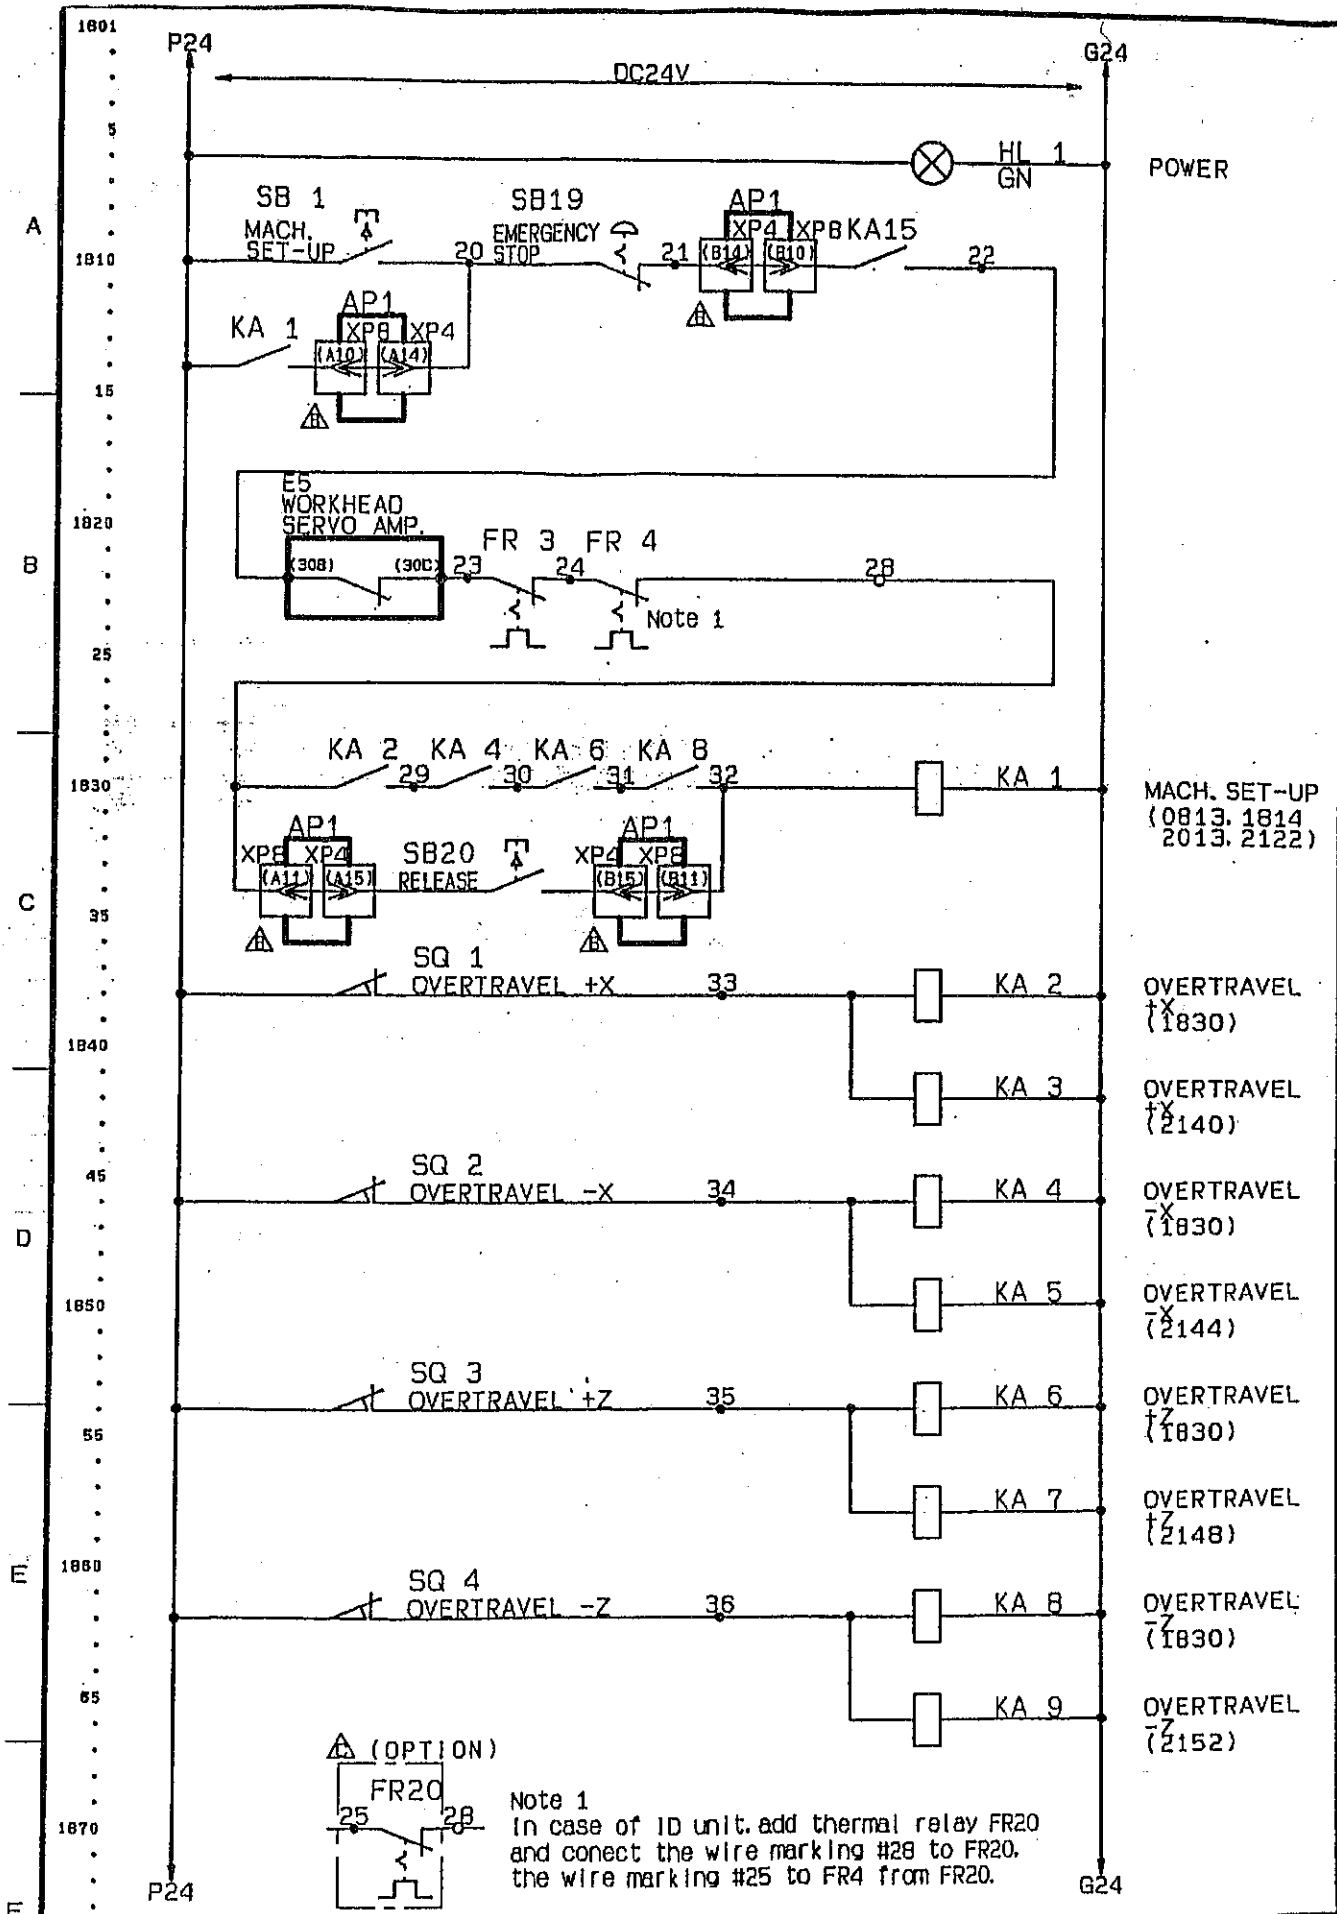 1801
P24
G24
DC24V
5
HL 1
GN
POWER
SB 1
MACH.
SET-UP
SB19
EMERGENCY
STOP
AP1
XP4 XP8 KA15
A
1810
20
21
(B14) (B10)
22
B
KA 1
AP1
XP8 XP4
(A10) (A14)
15
B
E5
WORKHEAD
SERVO AMP.
1820
B
(30B) (30C)
23
FR 3
24
FR 4
28
Note 1
25
KA 2
KA 4
KA 6
KA 8
1830
29
30
31
32
KA 1
MACH. SET-UP
(0813. 1814
2013. 2122)
AP1
XP8 XP4
(A11) (A15)
SB20
RELEASE
AP1
XP4 XP8
(B15) (B11)
C
35
B
B
SQ 1
OVERTRAVEL +X
33
KA 2
OVERTRAVEL
+X
(1830)
1840
KA 3
OVERTRAVEL
+X
(2140)
45
SQ 2
OVERTRAVEL -X
34
KA 4
OVERTRAVEL
-X
(1830)
D
1850
KA 5
OVERTRAVEL
-X
(2144)
SQ 3
OVERTRAVEL +Z
35
KA 6
OVERTRAVEL
+Z
(1830)
55
KA 7
OVERTRAVEL
+Z
(2148)
E
1860
SQ 4
OVERTRAVEL -Z
36
KA 8
OVERTRAVEL
-Z
(1830)
65
KA 9
OVERTRAVEL
-Z
(2152)
C (OPTION)
FR20
25
28
1870
Note 1
In case of ID unit. add thermal relay FR20
and conect the wire marking #28 to FR20.
the wire marking #25 to FR4 from FR20.
P24
G24